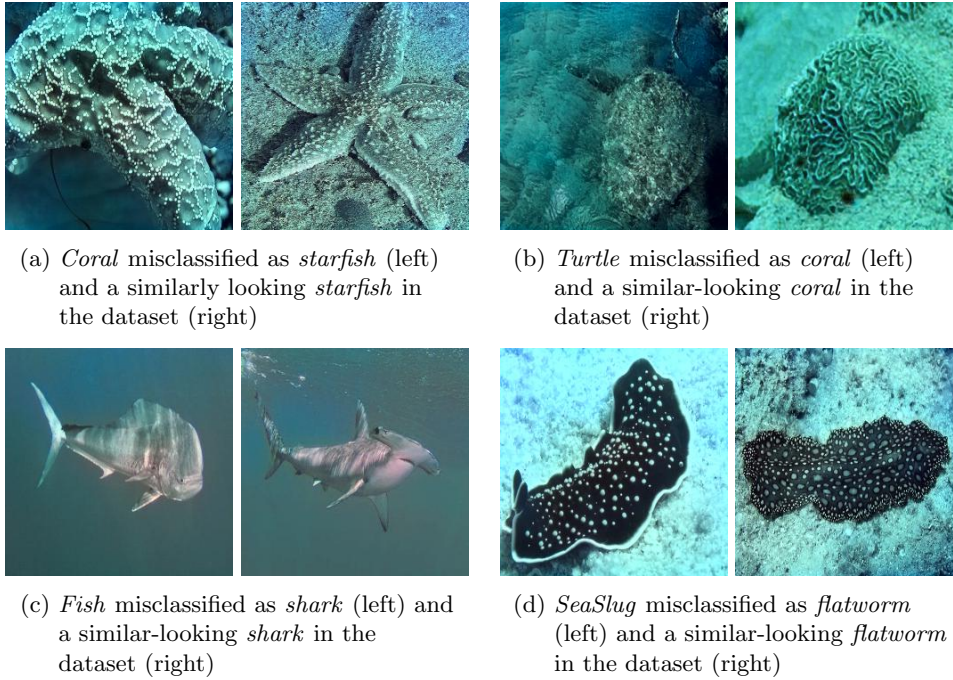 (a) Coral misclassified as starfish (left)
and a similarly looking starfish in
the dataset (right)
(b) Turtle misclassified as coral (left)
and a similar-looking coral in the
dataset (right)
(c) Fish misclassified as shark (left) and
a similar-looking shark in the
dataset (right)
(d) SeaSlug misclassified as flatworm
(left) and a similar-looking flatworm
in the dataset (right)